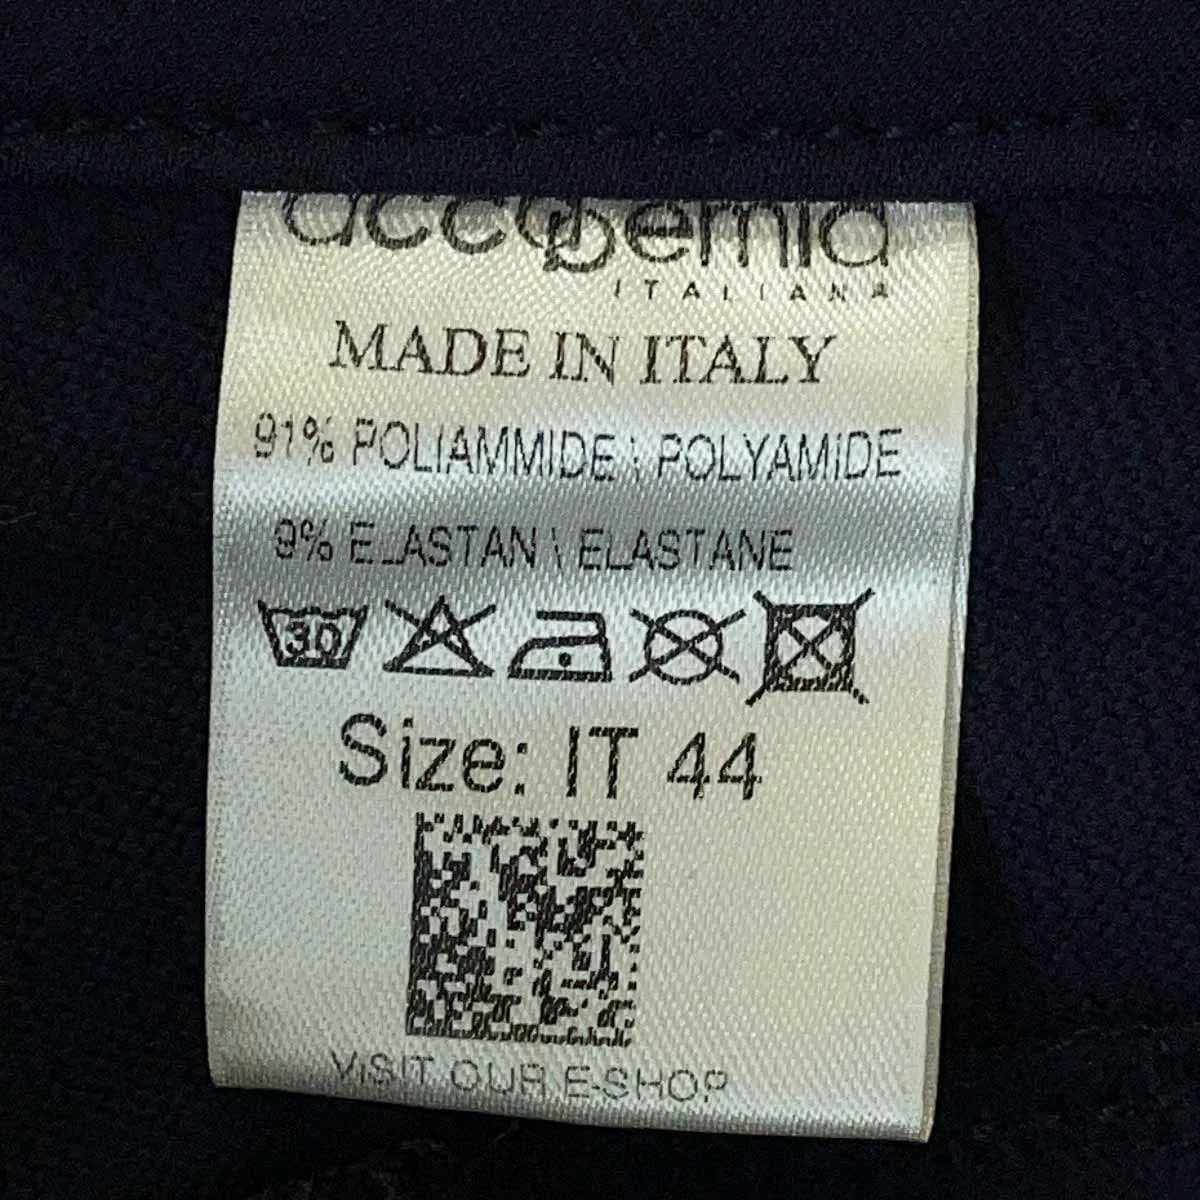 accademia
ITALIANA
MADE IN ITALY
91% POLIAMMIDE \ POLYAMIDE
9% ELASTAN \ ELASTANE
30
Size: IT 44
VISIT OUR E-SHOP